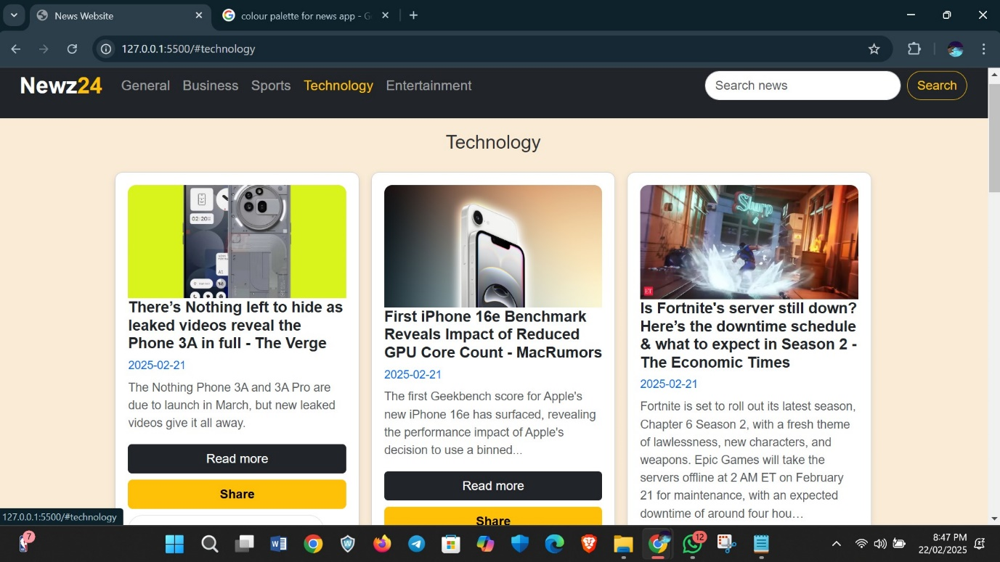 News Website
colour palette for news app - G
127.0.0.1:5500/#technology
Newz24 General Business Sports Technology Entertainment Search news Search
Technology
There’s Nothing left to hide as
leaked videos reveal the
Phone 3A in full - The Verge
2025-02-21
The Nothing Phone 3A and 3A Pro are
due to launch in March, but new leaked
videos give it all away.
Read more
Share
First iPhone 16e Benchmark
Reveals Impact of Reduced
GPU Core Count - MacRumors
2025-02-21
The first Geekbench score for Apple's
new iPhone 16e has surfaced, revealing
the performance impact of Apple's
decision to use a binned...
Read more
Share
Slurp
ET
Is Fortnite's server still down?
Here’s the downtime schedule
& what to expect in Season 2 -
The Economic Times
2025-02-21
Fortnite is set to roll out its latest season,
Chapter 6 Season 2, with a fresh theme
of lawlessness, new characters, and
weapons. Epic Games will take the
servers offline at 2 AM ET on February
21 for maintenance, with an expected
downtime of around four hou…
127.0.0.1:5500/#technology
7
12
8:47 PM
22/02/2025